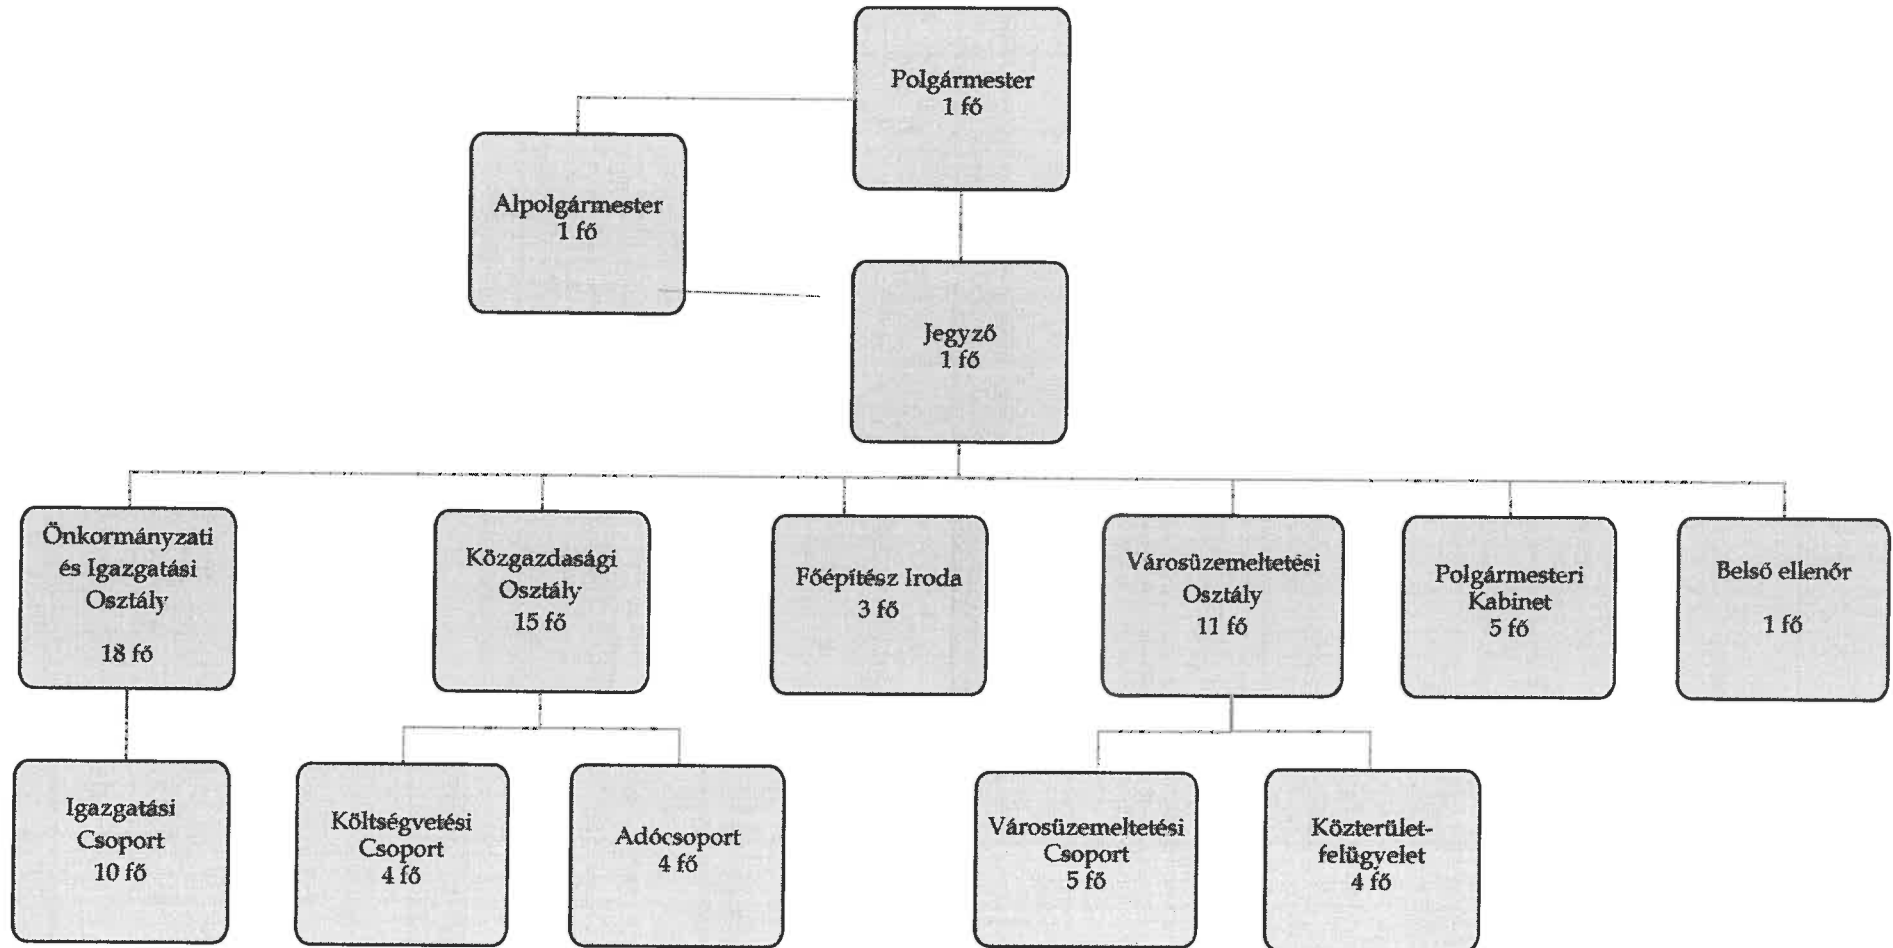 Polgármester
1 fő
Alpolgármester
1 fő
Jegyző
1 fő
Önkormányzati
és Igazgatási
Osztály
18 fő
Közgazdasági
Osztály
15 fő
Főépítész Iroda
3 fő
Városüzemeltetési
Osztály
11 fő
Polgármesteri
Kabinet
5 fő
Belső ellenőr
1 fő
Igazgatási
Csoport
10 fő
Költségvetési
Csoport
4 fő
Adócsoport
4 fő
Városüzemeltetési
Csoport
5 fő
Közterület-
felügyelet
4 fő